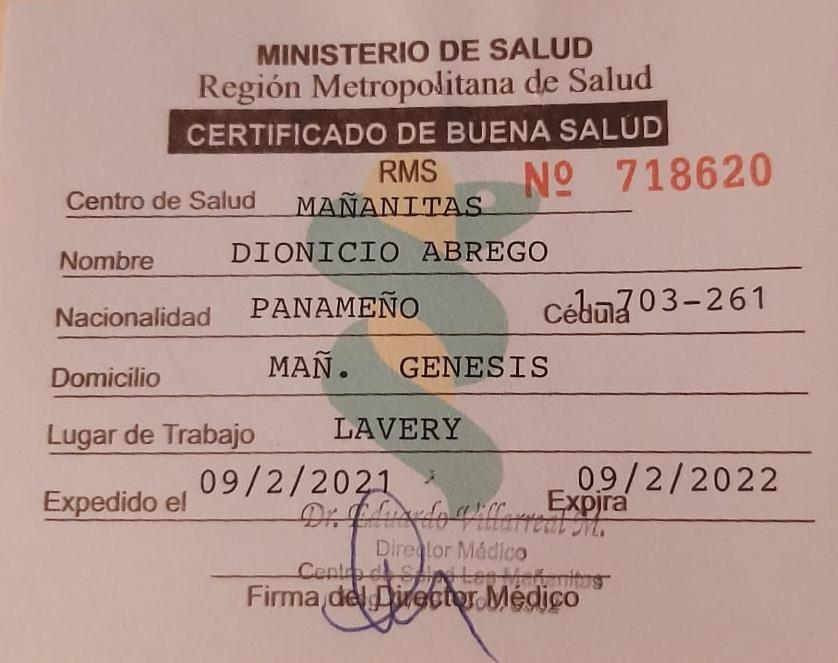 MINISTERIO DE SALUD
Región Metropolitana de Salud
CERTIFICADO DE BUENA SALUD
RMS Nº 718620
Centro de Salud MAÑANITAS
Nombre DIONICIO ABREGO
Nacionalidad PANAMEÑO Cédula 1-703-261
Domicilio MAÑ. GENESIS
Lugar de Trabajo LAVERY
Expedido el 09/2/2021 Expira 09/2/2022
Dr. Eduardo Villarreal M.
Director Médico
Centro de Salud Las Mañanitas
Firma del Director Médico